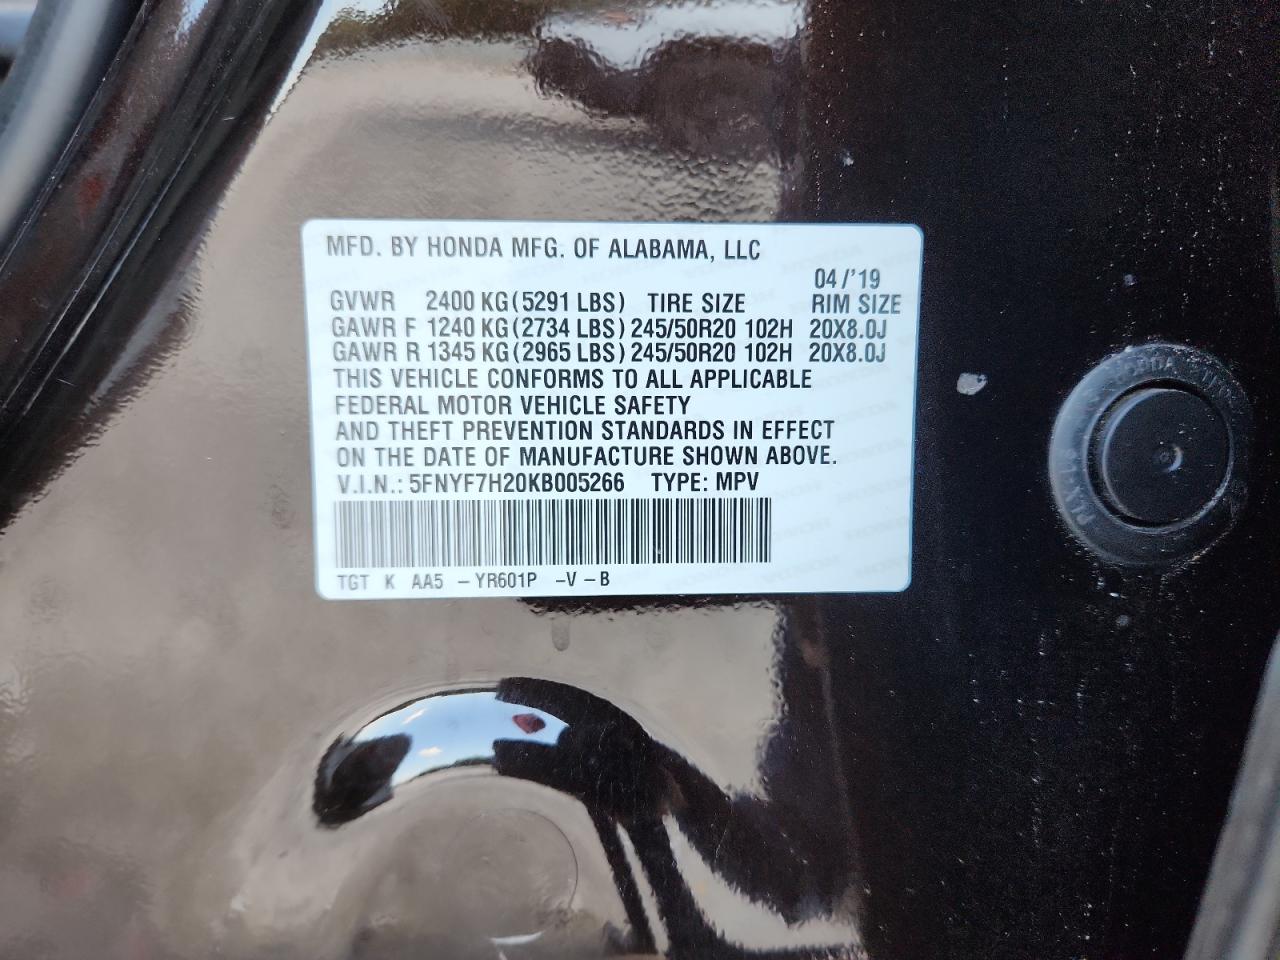 MFD. BY HONDA MFG. OF ALABAMA, LLC
04/'19
GVWR 2400 KG (5291 LBS) TIRE SIZE RIM SIZE
GAWR F 1240 KG (2734 LBS) 245/50R20 102H 20X8.0J
GAWR R 1345 KG (2965 LBS) 245/50R20 102H 20X8.0J
THIS VEHICLE CONFORMS TO ALL APPLICABLE
FEDERAL MOTOR VEHICLE SAFETY
AND THEFT PREVENTION STANDARDS IN EFFECT
ON THE DATE OF MANUFACTURE SHOWN ABOVE.
V.I.N.: 5FNYF7H20KB005266 TYPE: MPV
TGT K AA5 -YR601P -V-B